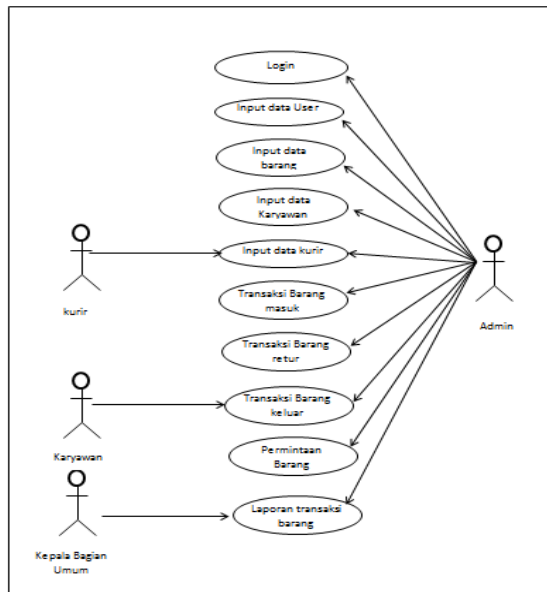 Login
Input data User
Input data
barang
Input data
Karyawan
Input data kurir
kurir
Transaksi Barang
masuk
Admin
Transaksi Barang
retur
Transaksi Barang
keluar
Karyawan
Permintaan
Barang
Laporan transaksi
barang
Kepala Bagian
Umum